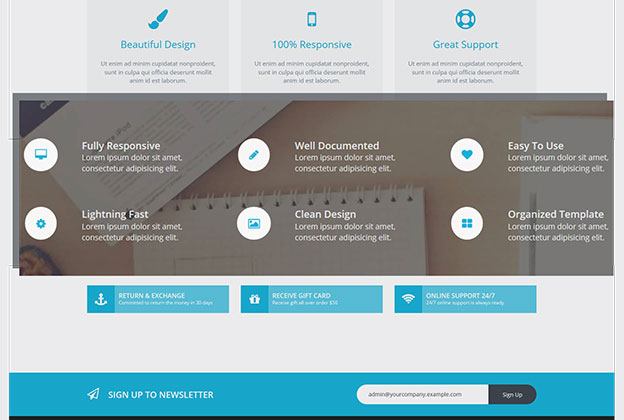 Beautiful Design
100% Responsive
Great Support
Ut enim ad minim cupidatat nonproident,
sunt in culpa qui officia deserunt mollit
anim id est laborum.
Ut enim ad minim cupidatat nonproident,
sunt in culpa qui officia deserunt mollit
anim id est laborum.
Ut enim ad minim cupidatat nonproident,
sunt in culpa qui officia deserunt mollit
anim id est laborum.
Fully Responsive
Lorem ipsum dolor sit amet,
consectetur adipisicing elit.
Well Documented
Lorem ipsum dolor sit amet,
consectetur adipisicing elit.
Easy To Use
Lorem ipsum dolor sit amet,
consectetur adipisicing elit.
Lightning Fast
Lorem ipsum dolor sit amet,
consectetur adipisicing elit.
Clean Design
Lorem ipsum dolor sit amet,
consectetur adipisicing elit.
Organized Template
Lorem ipsum dolor sit amet,
consectetur adipisicing elit.
RETURN & EXCHANGE
Committed to return the money in 30 days
RECEIVE GIFT CARD
Receive gift all over order $50
ONLINE SUPPORT 24/7
24/7 online support is always ready
SIGN UP TO NEWSLETTER
admin@yourcompany.example.com
Sign Up